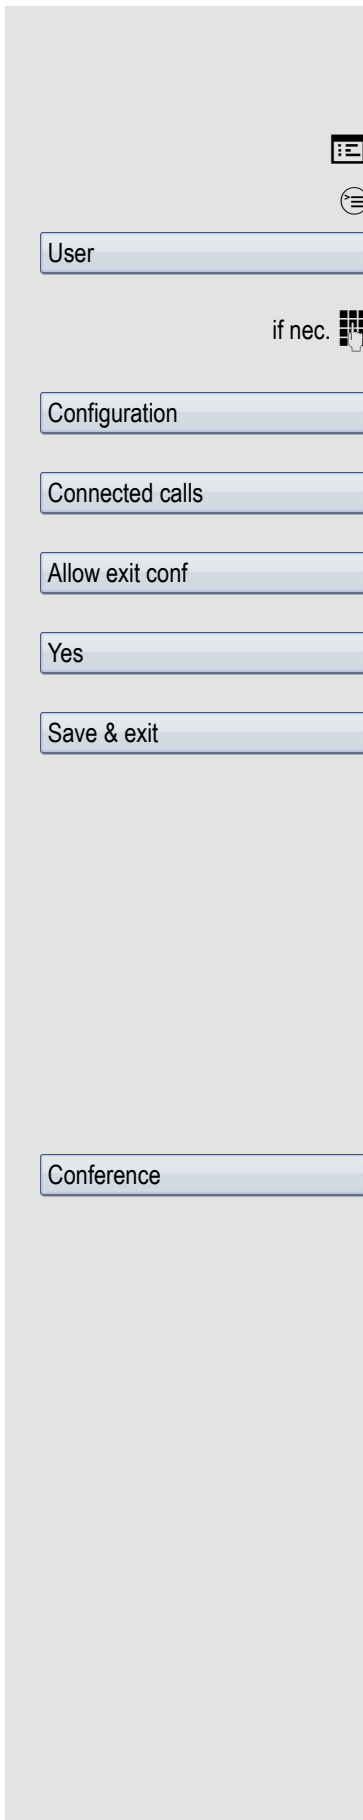 User
if nec.
Configuration
Connected calls
Allow exit conf
Yes
Save & exit
Conference